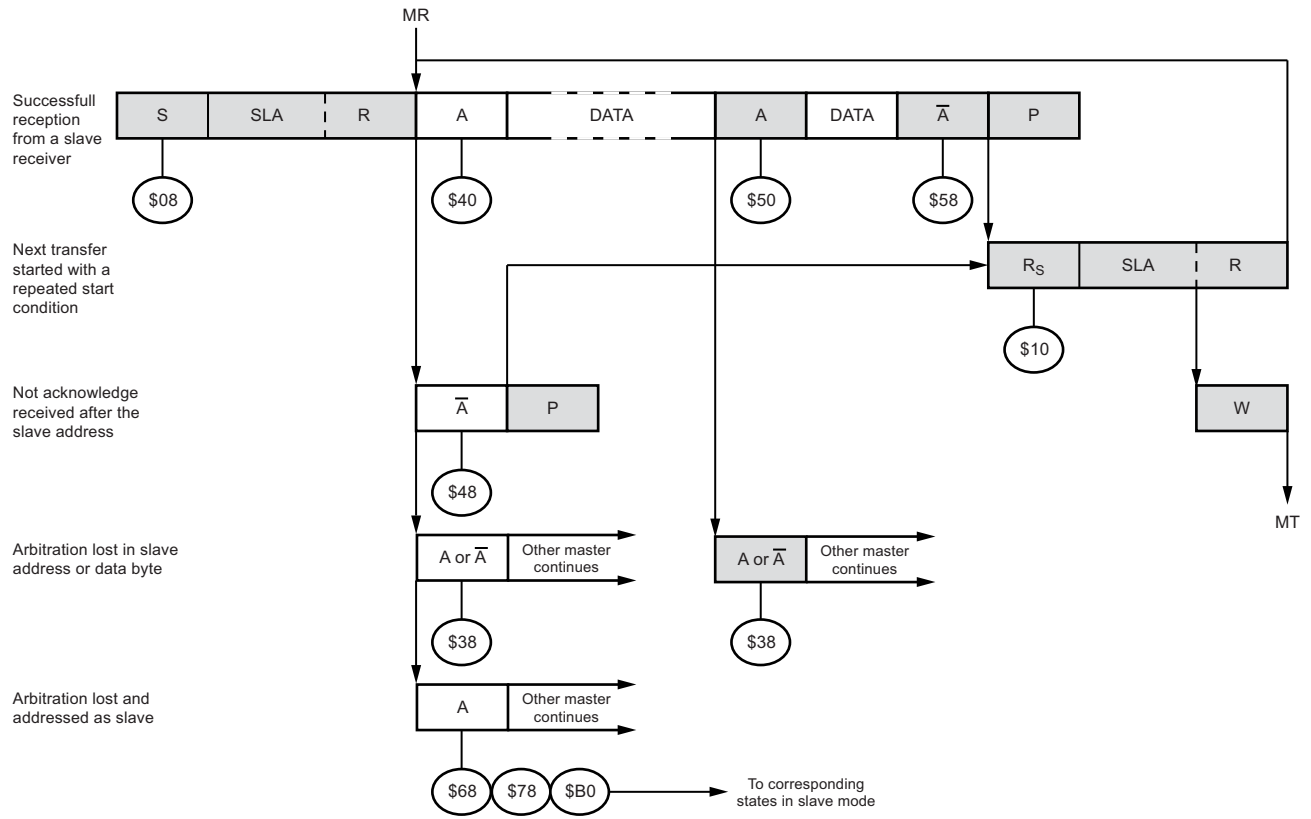 MR
Successfull
reception
from a slave
receiver
S SLA R A DATA A DATA A̅ P
$08 $40 $50 $58
Next transfer
started with a
repeated start
condition
RS SLA R
$10
Not acknowledge
received after the
slave address
A̅ P W
$48
MT
Arbitration lost in slave
address or data byte
A or A̅ Other master
continues
A or A̅ Other master
continues
$38 $38
Arbitration lost and
addressed as slave
A Other master
continues
$68 $78 $B0 To corresponding
states in slave mode